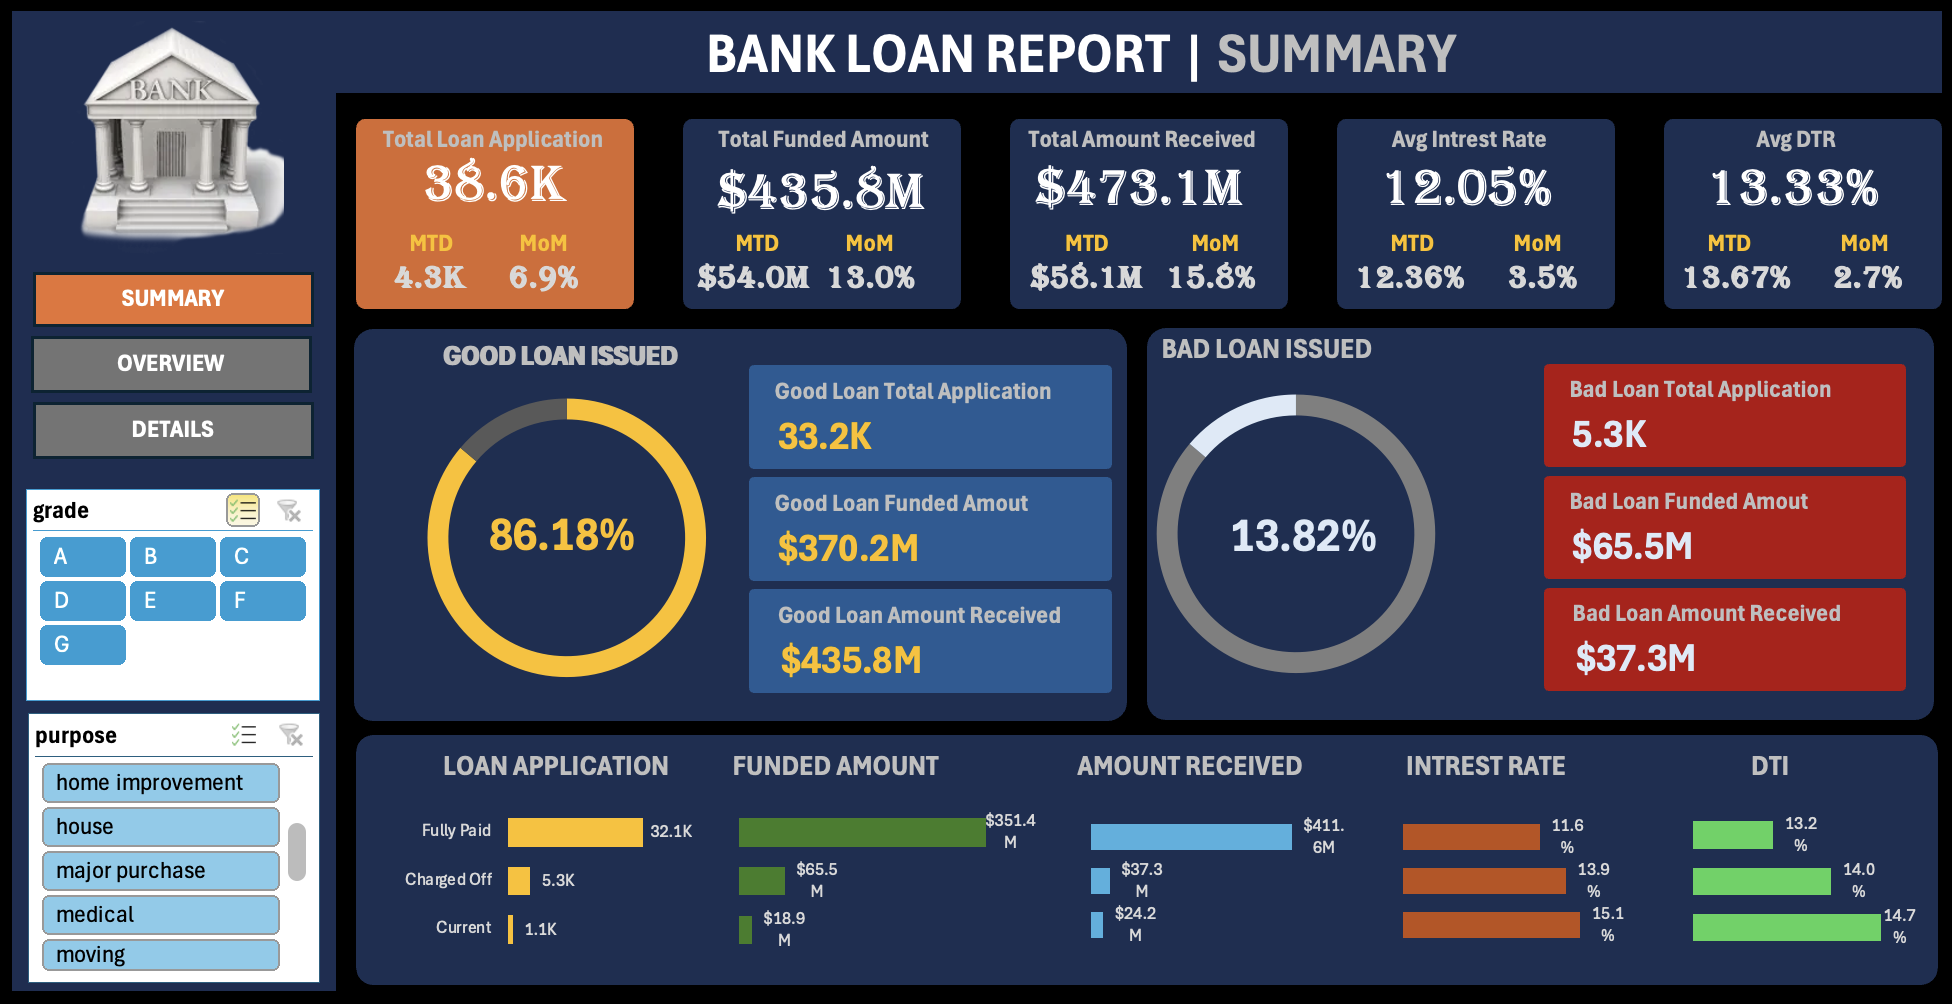 BANK
BANK LOAN REPORT | SUMMARY
Total Loan Application
38.6K
MTD MoM
4.3K 6.9%
Total Funded Amount
$435.8M
MTD MoM
$54.0M 13.0%
Total Amount Received
$473.1M
MTD MoM
$58.1M 15.8%
Avg Intrest Rate
12.05%
MTD MoM
12.36% 3.5%
Avg DTR
13.33%
MTD MoM
13.67% 2.7%
SUMMARY
OVERVIEW
DETAILS
grade
A B C
D E F
G
purpose
home improvement
house
major purchase
medical
moving
GOOD LOAN ISSUED
86.18%
Good Loan Total Application
33.2K
Good Loan Funded Amout
$370.2M
Good Loan Amount Received
$435.8M
BAD LOAN ISSUED
13.82%
Bad Loan Total Application
5.3K
Bad Loan Funded Amout
$65.5M
Bad Loan Amount Received
$37.3M
LOAN APPLICATION
Fully Paid 32.1K
Charged Off 5.3K
Current 1.1K
FUNDED AMOUNT
$351.4
M
$65.5
M
$18.9
M
AMOUNT RECEIVED
$411.
6M
$37.3
M
$24.2
M
INTREST RATE
11.6
%
13.9
%
15.1
%
DTI
13.2
%
14.0
%
14.7
%